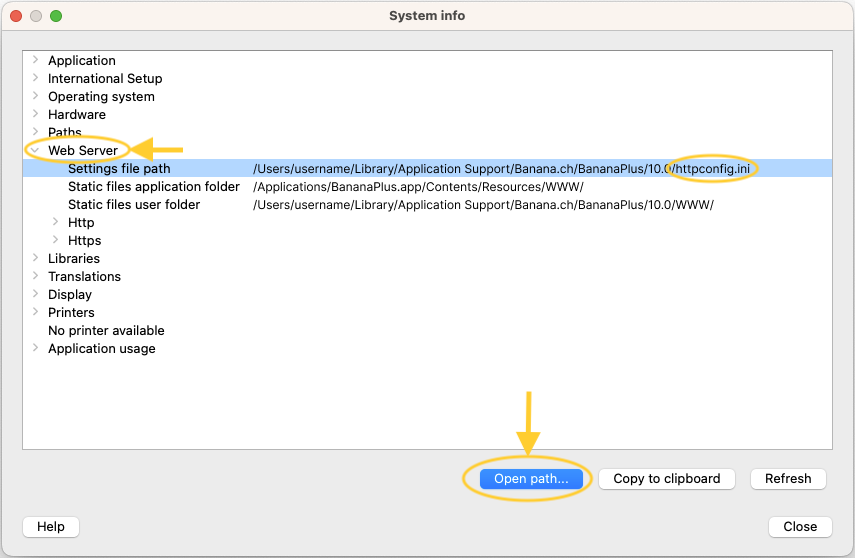 System info
Application
International Setup
Operating system
Hardware
Paths
Web Server
Settings file path /Users/username/Library/Application Support/Banana.ch/BananaPlus/10.0/httpconfig.ini
Static files application folder /Applications/BananaPlus.app/Contents/Resources/WWW/
Static files user folder /Users/username/Library/Application Support/Banana.ch/BananaPlus/10.0/WWW/
Http
Https
Libraries
Translations
Display
Printers
No printer available
Application usage
Open path... Copy to clipboard Refresh
Help Close